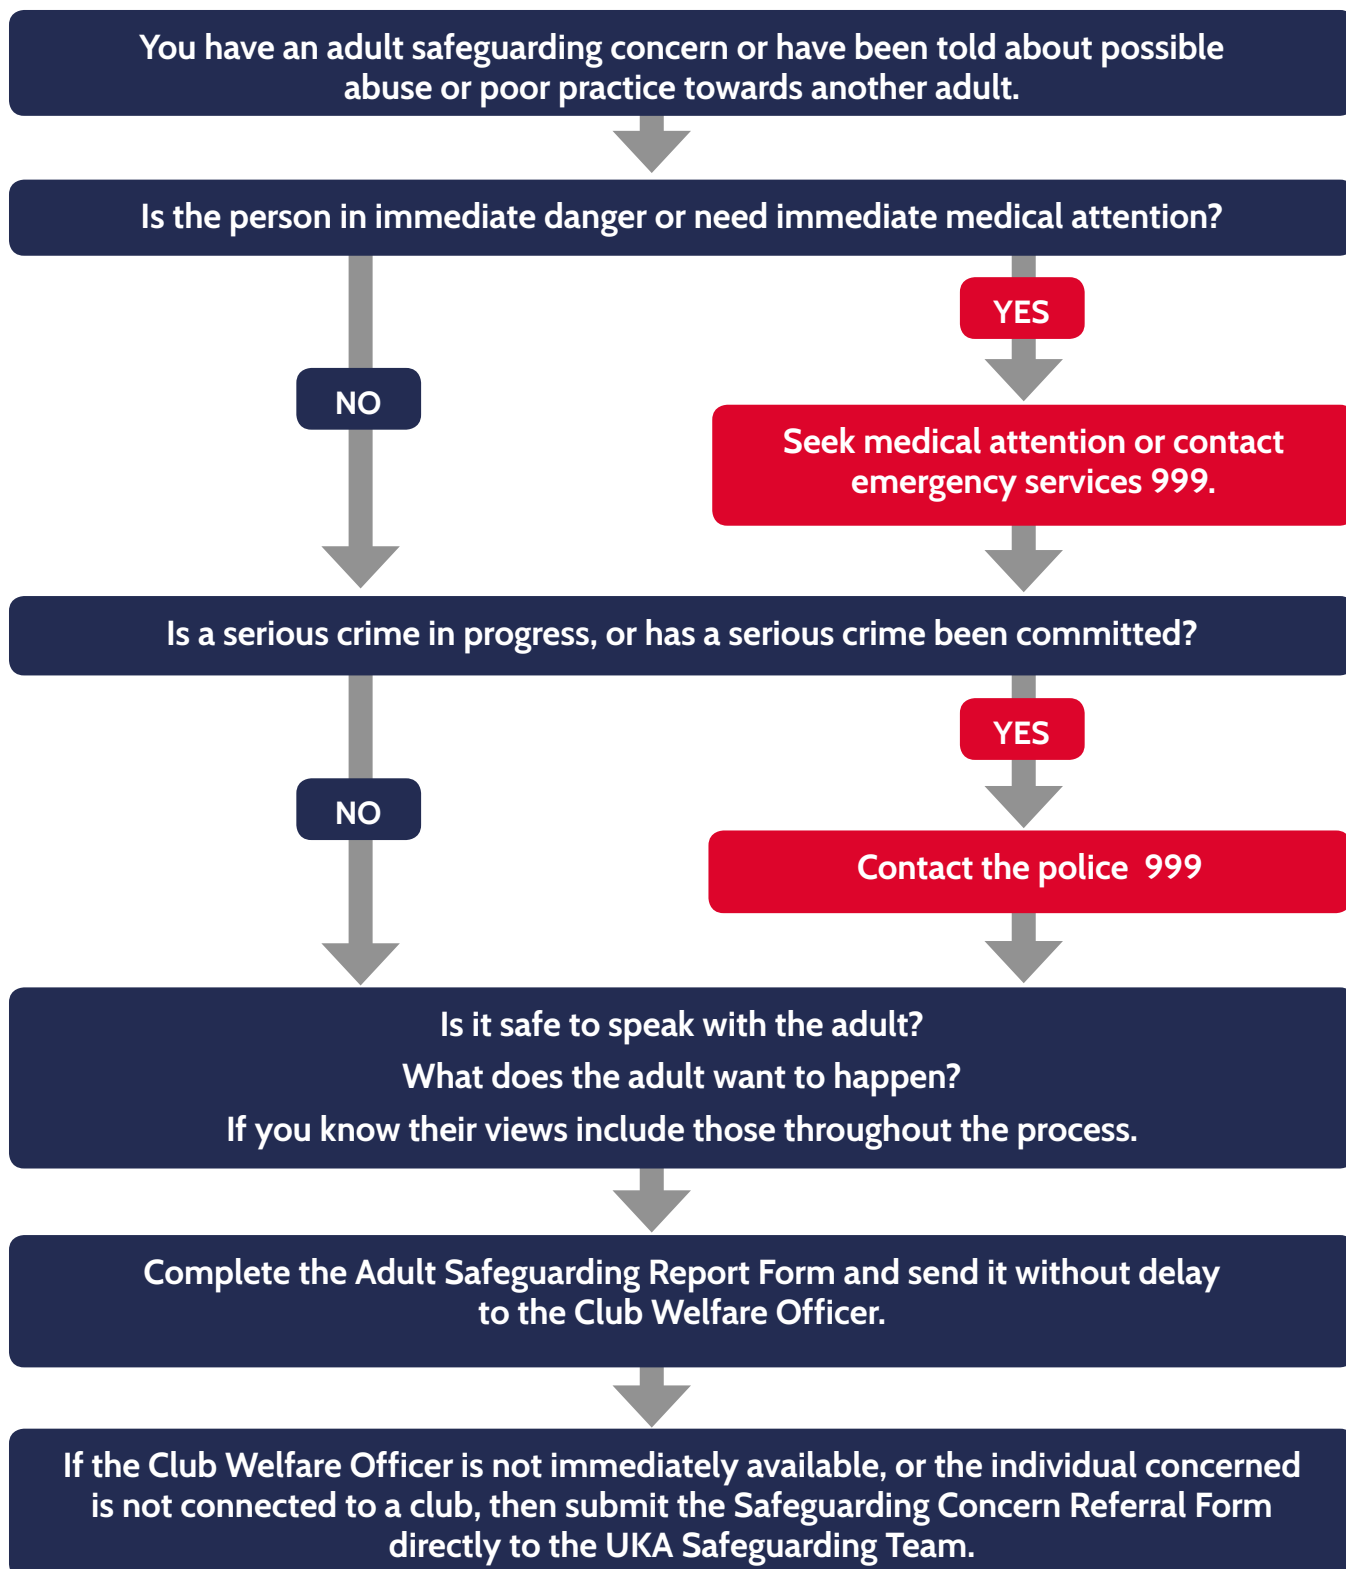 You have an adult safeguarding concern or have been told about possible
abuse or poor practice towards another adult.
Is the person in immediate danger or need immediate medical attention?
YES
NO
Seek medical attention or contact
emergency services 999.
Is a serious crime in progress, or has a serious crime been committed?
YES
NO
Contact the police 999
Is it safe to speak with the adult?
What does the adult want to happen?
If you know their views include those throughout the process.
Complete the Adult Safeguarding Report Form and send it without delay
to the Club Welfare Officer.
If the Club Welfare Officer is not immediately available, or the individual concerned
is not connected to a club, then submit the Safeguarding Concern Referral Form
directly to the UKA Safeguarding Team.